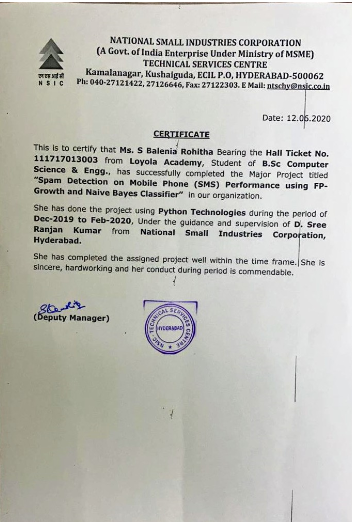 NATIONAL SMALL INDUSTRIES CORPORATION
(A Govt. of India Enterprise Under Ministry of MSME)
TECHNICAL SERVICES CENTRE
Kamalanagar, Kushaiguda, ECIL P.O, HYDERABAD-500062
Ph: 040-27121422, 27126646, Fax: 27122303. E Mail: ntschy@nsic.co.in
एन एस आई सी
N S I C
Date: 12.06.2020
CERTIFICATE
This is to certify that Ms. S Balenia Rohitha Bearing the Hall Ticket No.
111717013003 from Loyola Academy, Student of B.Sc Computer
Science & Engg., has successfully completed the Major Project titled
"Spam Detection on Mobile Phone (SMS) Performance using FP-
Growth and Naive Bayes Classifier" in our organization.
She has done the project using Python Technologies during the period of
Dec-2019 to Feb-2020, Under the guidance and supervision of D. Sree
Ranjan Kumar from National Small Industries Corporation,
Hyderabad.
She has completed the assigned project well within the time frame. She is
sincere, hardworking and her conduct during period is commendable.
(Deputy Manager)
NSIC TECHNICAL SERVICES CENTRE
HYDERABAD